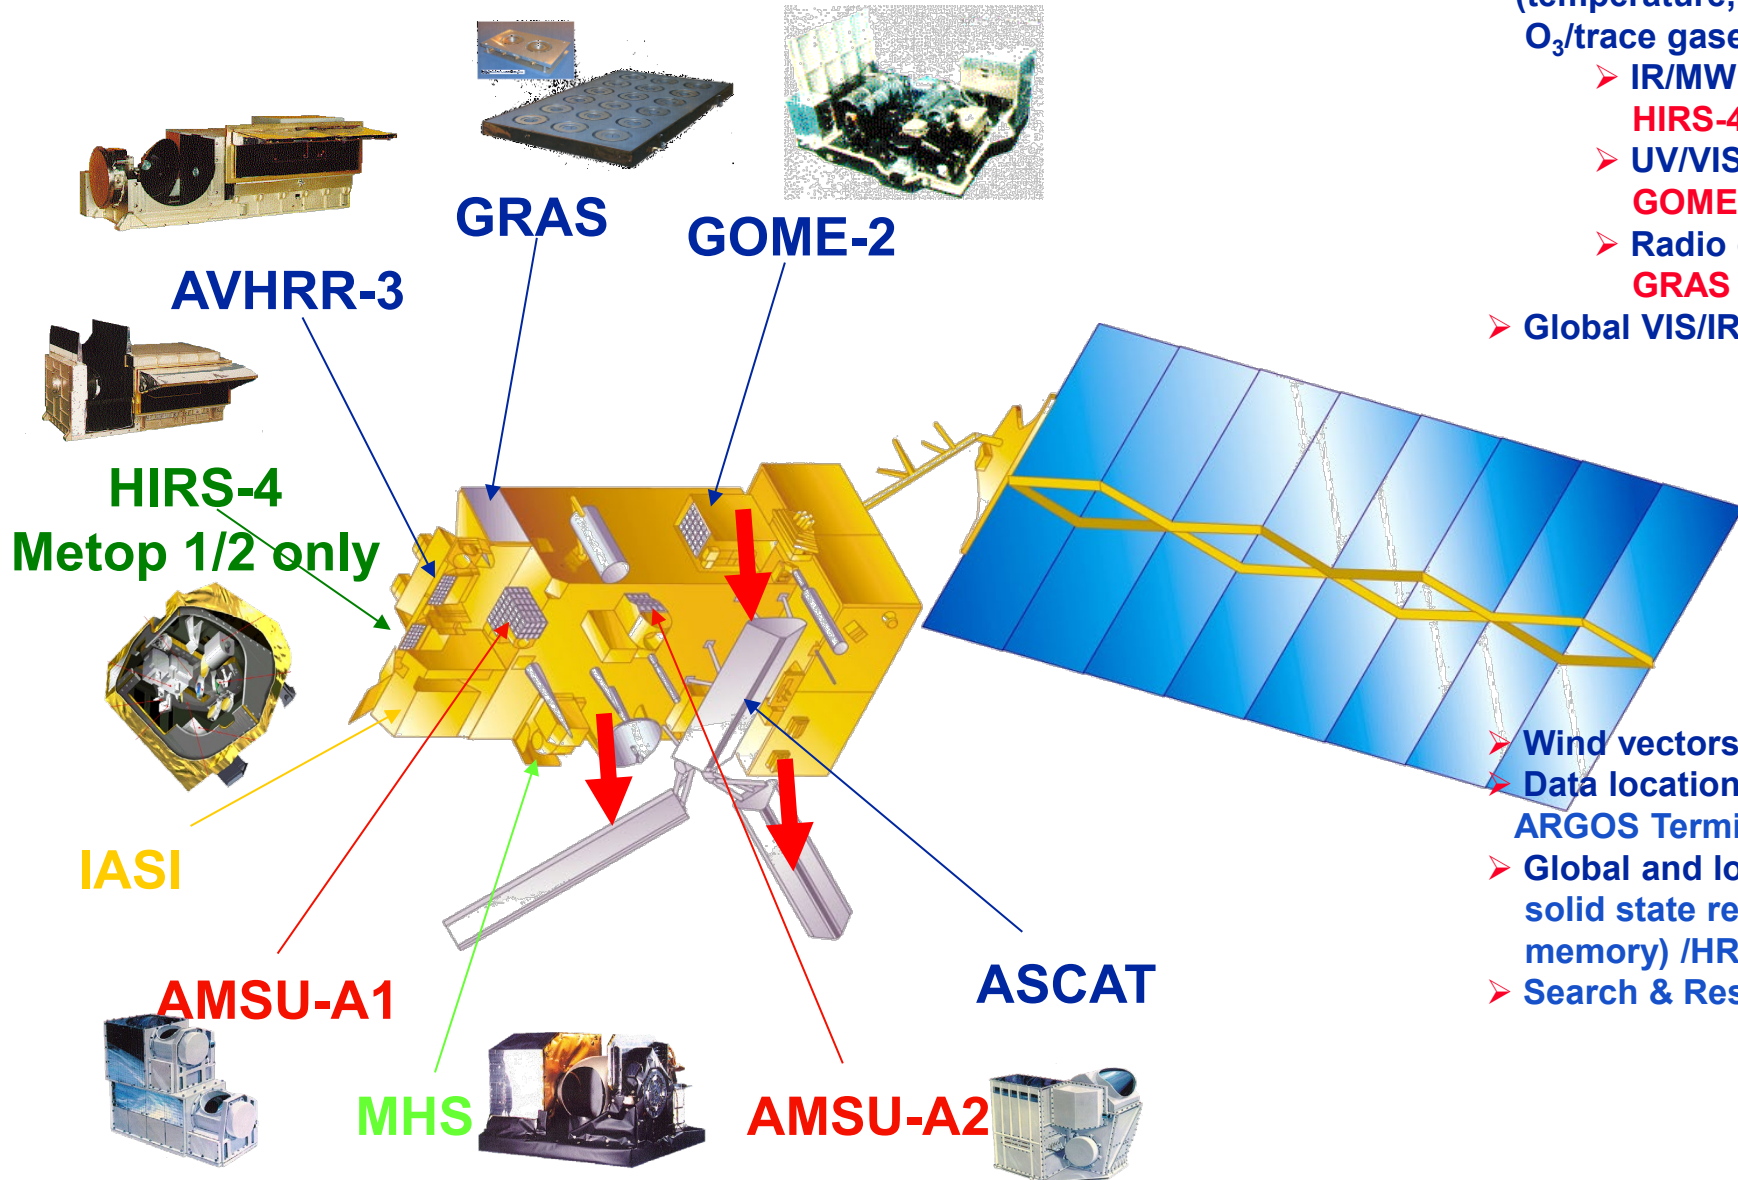 GRAS
GOME-2
AVHRR-3
HIRS-4
Metop 1/2 only
IASI
AMSU-A1
MHS
AMSU-A2
ASCAT
(temperature,
O₃/trace gase
➢ IR/MW
HIRS-4
➢ UV/VIS
GOME
➢ Radio
GRAS
➢ Global VIS/IR
➢ Wind vectors
➢ Data location
ARGOS Termi
➢ Global and lo
solid state re
memory) /HR
➢ Search & Res